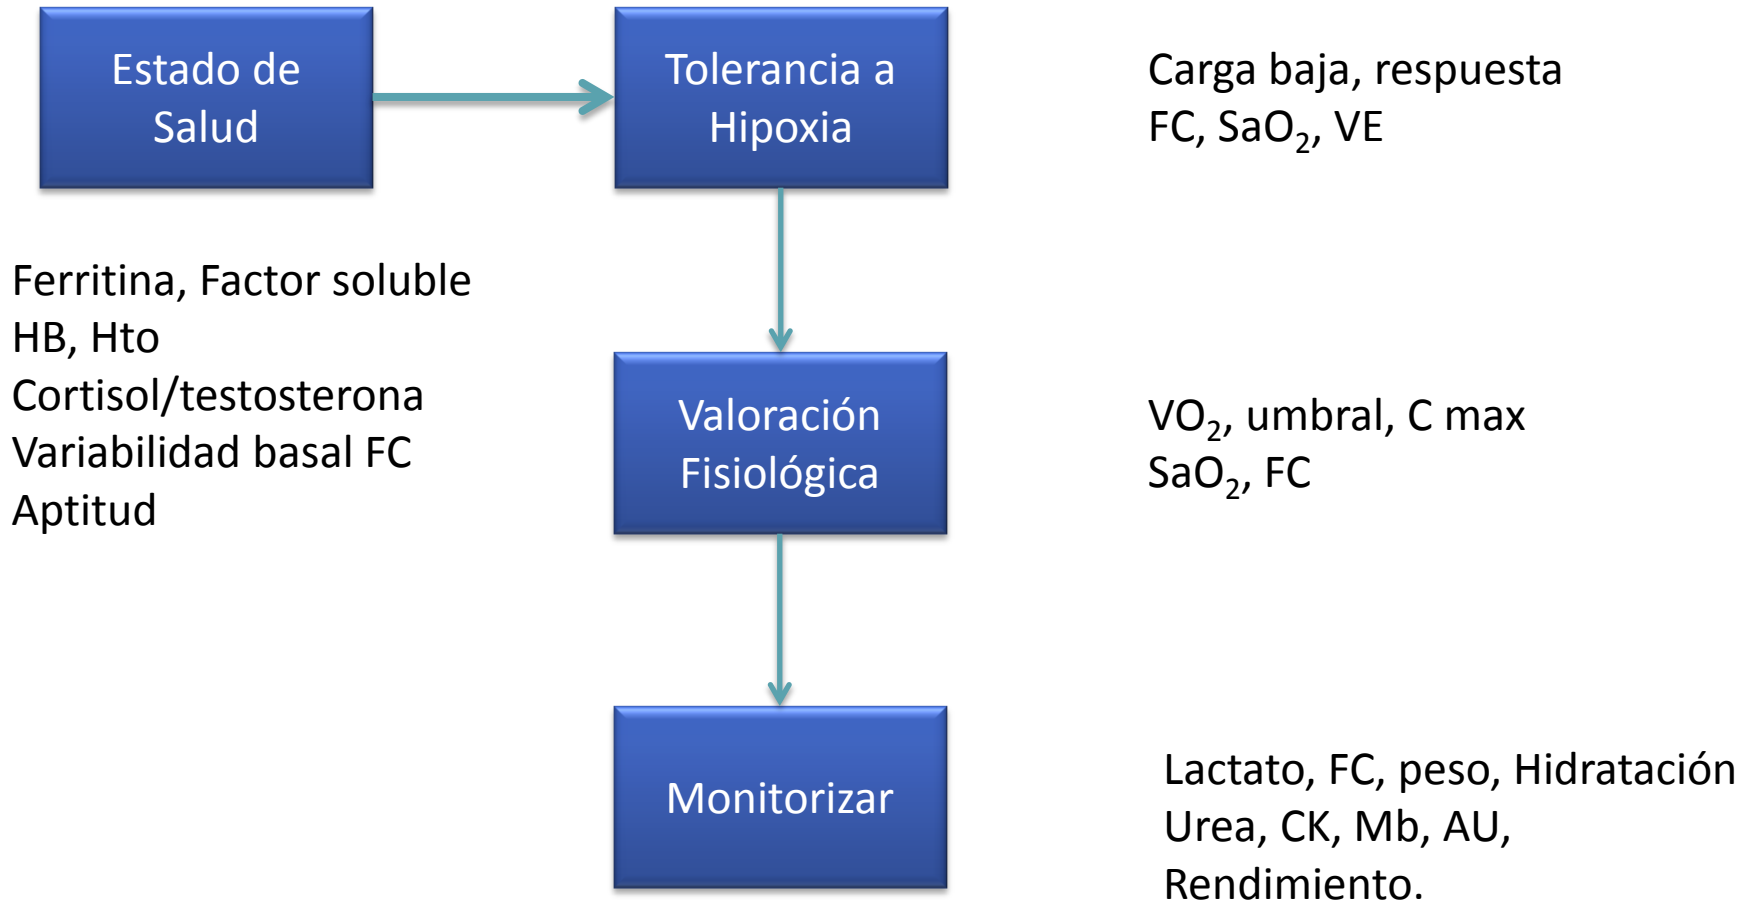 Estado de
Salud
Tolerancia a
Hipoxia
Carga baja, respuesta
FC, SaO₂, VE
Ferritina, Factor soluble
HB, Hto
Cortisol/testosterona
Variabilidad basal FC
Aptitud
Valoración
Fisiológica
VO₂, umbral, C max
SaO₂, FC
Monitorizar
Lactato, FC, peso, Hidratación
Urea, CK, Mb, AU,
Rendimiento.